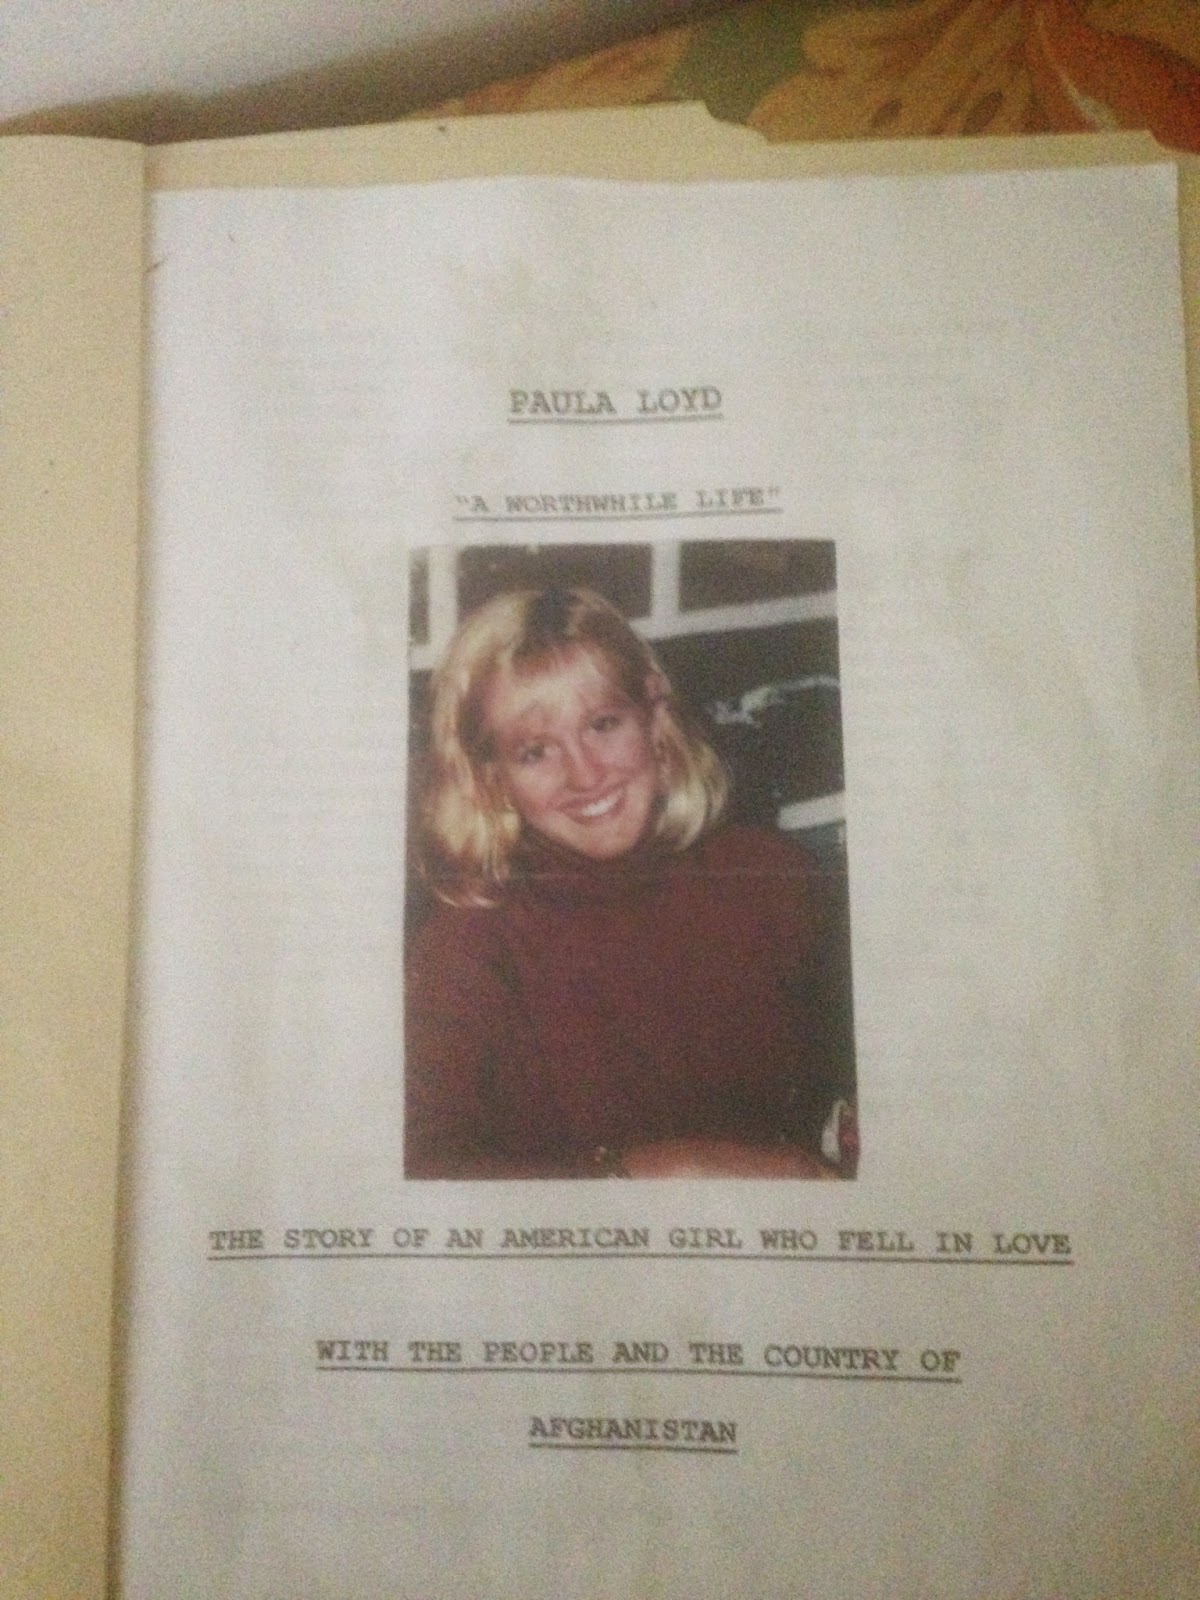 PAULA LOYD
"A WORTHWHILE LIFE"
THE STORY OF AN AMERICAN GIRL WHO FELL IN LOVE
WITH THE PEOPLE AND THE COUNTRY OF
AFGHANISTAN